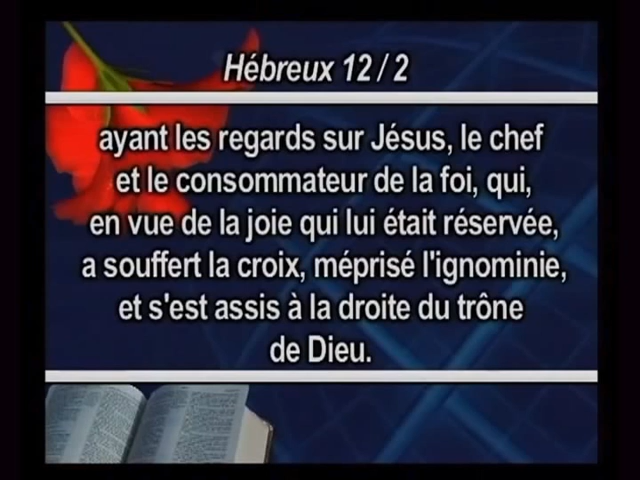 Hébreux 12 / 2
ayant les regards sur Jésus, le chef
et le consommateur de la foi, qui,
en vue de la joie qui lui était réservée,
a souffert la croix, méprisé l'ignominie,
et s'est assis à la droite du trône
de Dieu.